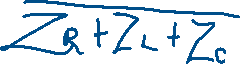 Z_R + Z_L + Z_C